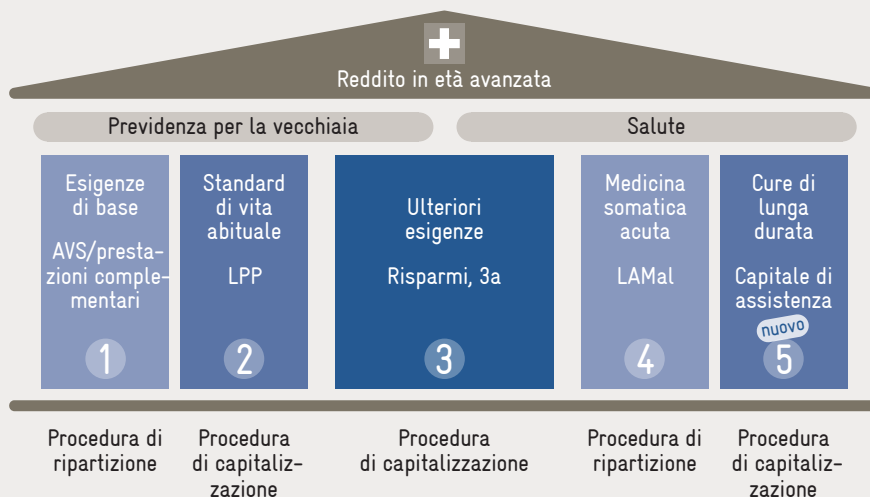 Reddito in età avanzata
Previdenza per la vecchiaia
Salute
Esigenze
di base
AVS/presta-
zioni comple-
mentari
1
Standard
di vita
abituale
LPP
2
Ulteriori
esigenze
Risparmi, 3a
3
Medicina
somatica
acuta
LAMal
4
Cure di
lunga
durata
Capitale di
assistenza
nuovo
5
Procedura di
ripartizione
Procedura
di capitaliz-
zazione
Procedura
di capitalizzazione
Procedura di
ripartizione
Procedura
di capitaliz-
zazione